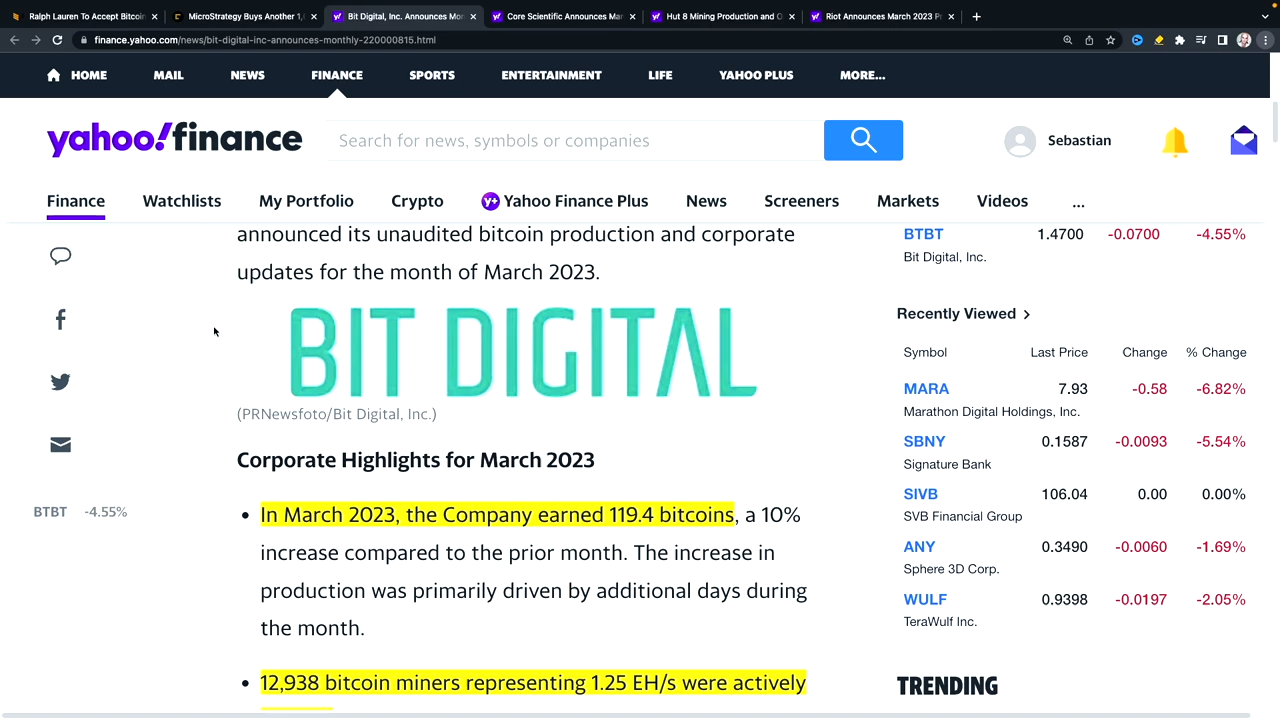 Ralph Lauren To Accept Bitcoin
MicroStrategy Buys Another 1,
Bit Digital, Inc. Announces Mon
Core Scientific Announces Mar
Hut 8 Mining Production and O
Riot Announces March 2023 P
finance.yahoo.com/news/bit-digital-inc-announces-monthly-220000815.html
HOME MAIL NEWS FINANCE SPORTS ENTERTAINMENT LIFE YAHOO PLUS MORE...
yahoo!finance
Search for news, symbols or companies
Sebastian
Finance Watchlists My Portfolio Crypto Y+ Yahoo Finance Plus News Screeners Markets Videos ...
announced its unaudited bitcoin production and corporate
updates for the month of March 2023.
BIT DIGITAL
(PRNewsfoto/Bit Digital, Inc.)
Corporate Highlights for March 2023
BTBT -4.55%
• In March 2023, the Company earned 119.4 bitcoins, a 10%
increase compared to the prior month. The increase in
production was primarily driven by additional days during
the month.
• 12,938 bitcoin miners representing 1.25 EH/s were actively
BTBT 1.4700 -0.0700 -4.55%
Bit Digital, Inc.
Recently Viewed >
Symbol Last Price Change % Change
MARA 7.93 -0.58 -6.82%
Marathon Digital Holdings, Inc.
SBNY 0.1587 -0.0093 -5.54%
Signature Bank
SIVB 106.04 0.00 0.00%
SVB Financial Group
ANY 0.3490 -0.0060 -1.69%
Sphere 3D Corp.
WULF 0.9398 -0.0197 -2.05%
TeraWulf Inc.
TRENDING